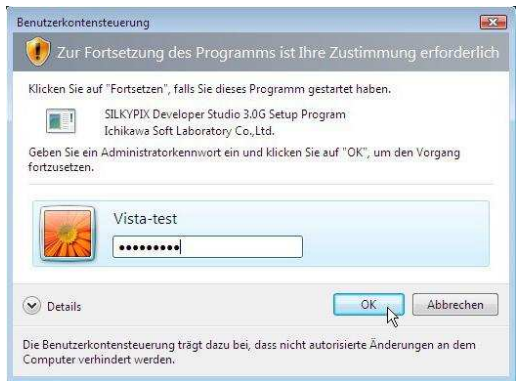 Benutzerkontensteuerung
Zur Fortsetzung des Programms ist Ihre Zustimmung erforderlich
Klicken Sie auf "Fortsetzen", falls Sie dieses Programm gestartet haben.
SILKYPIX Developer Studio 3.0G Setup Program
Ichikawa Soft Laboratory Co.,Ltd.
Geben Sie ein Administratorkennwort ein und klicken Sie auf "OK", um den Vorgang
fortzusetzen.
Vista-test
•••••••••
Details
OK
Abbrechen
Die Benutzerkontensteuerung trägt dazu bei, dass nicht autorisierte Änderungen an dem
Computer verhindert werden.